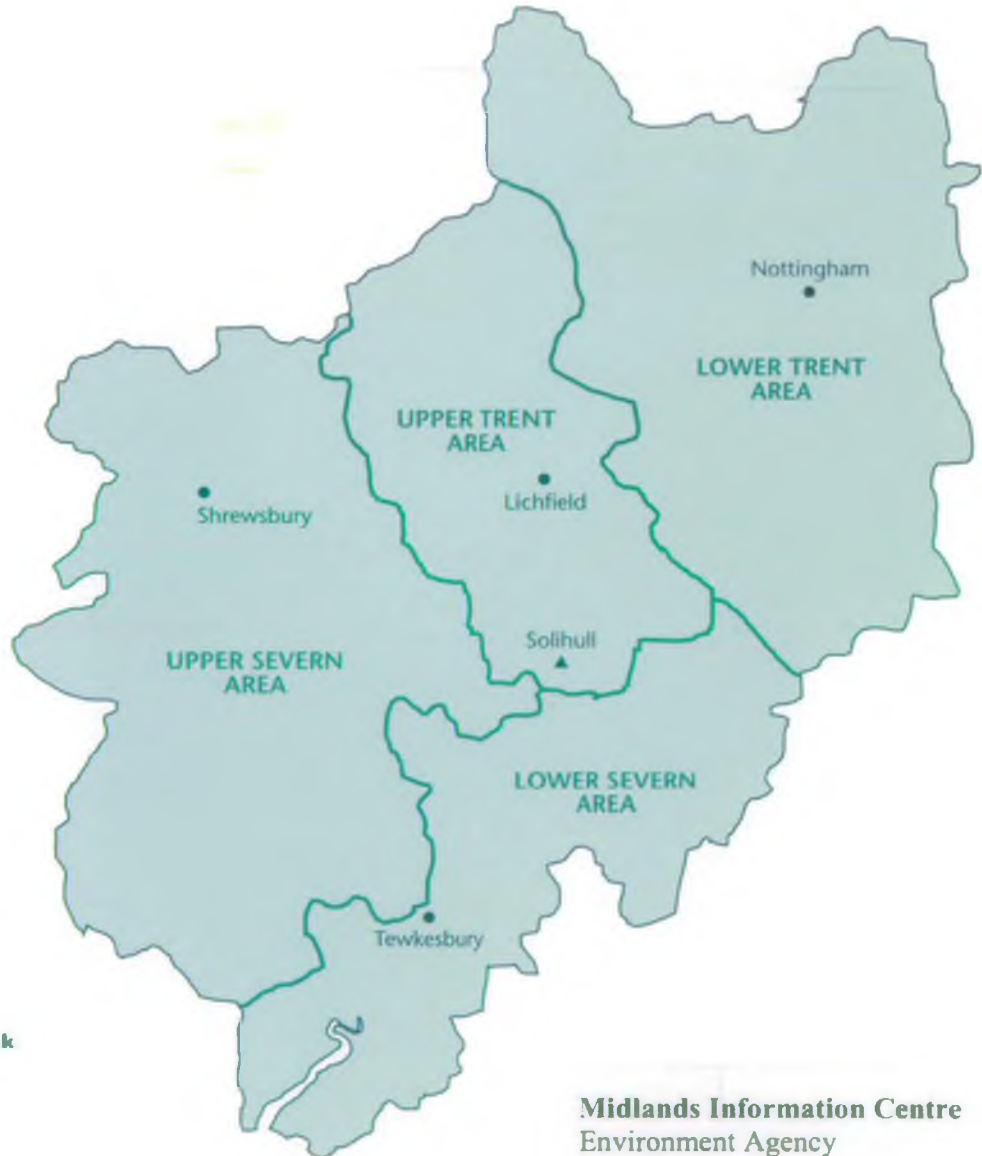 Nottingham
LOWER TRENT
AREA
UPPER TRENT
AREA
Lichfield
Shrewsbury
Solihull
UPPER SEVERN
AREA
LOWER SEVERN
AREA
Tewkesbury
k
Midlands Information Centre
Environment Agency